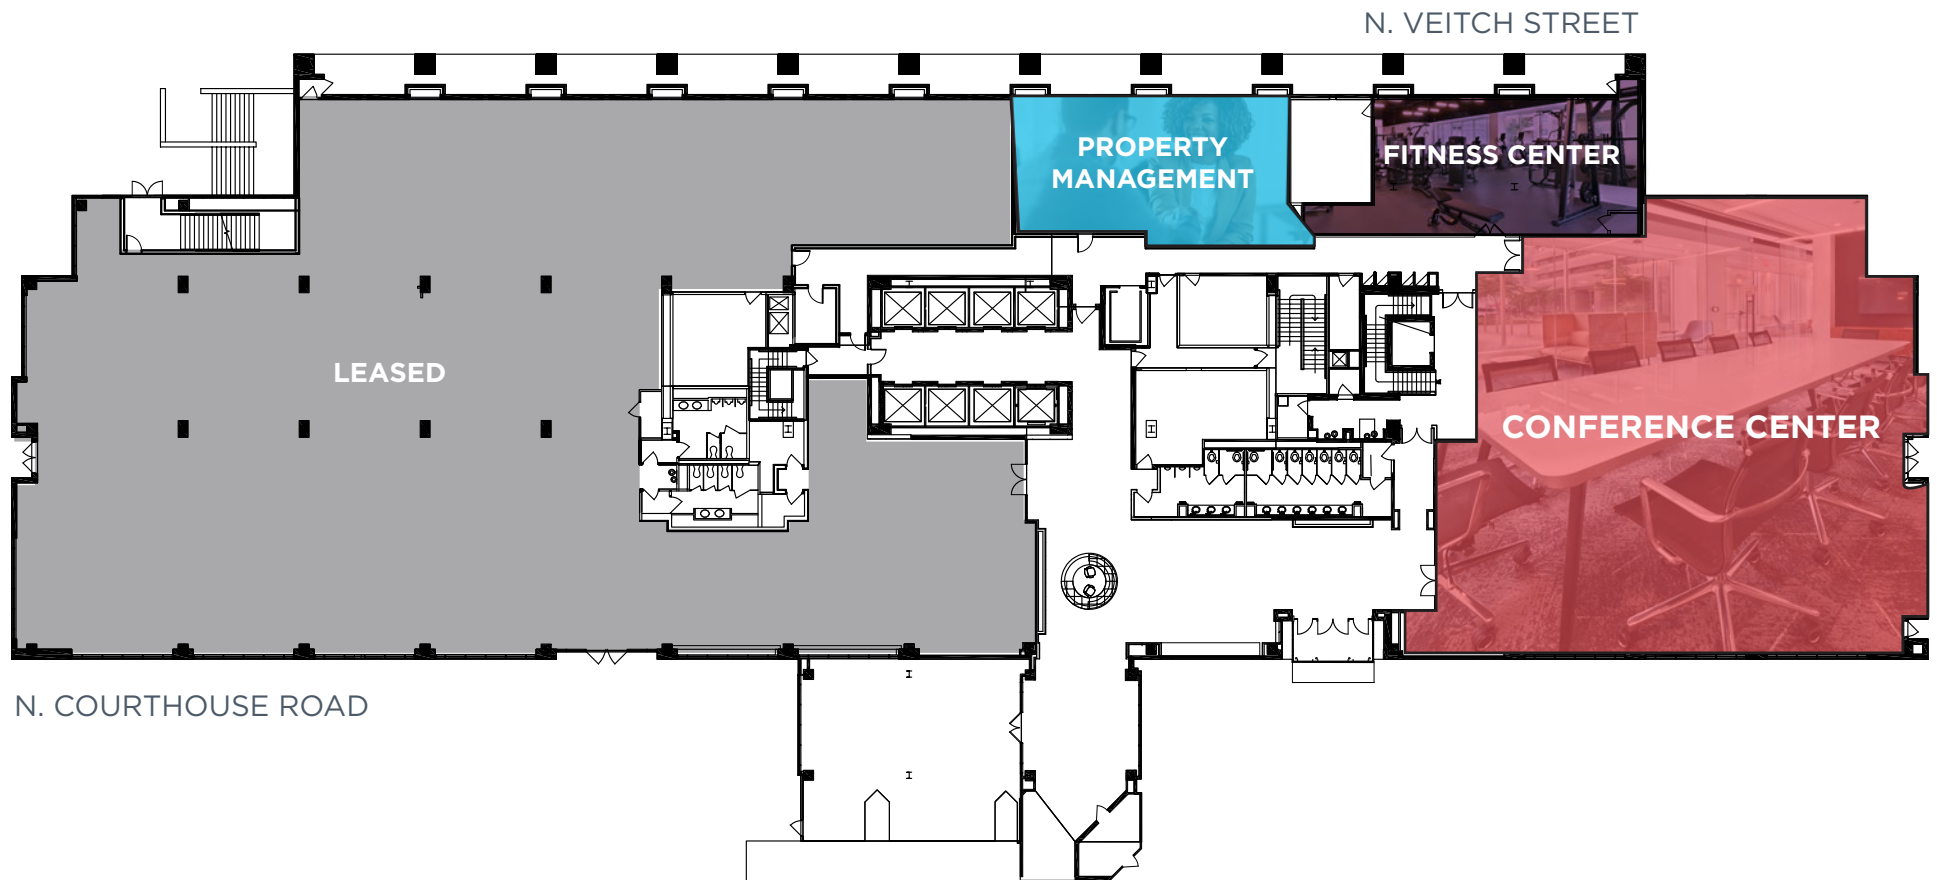 N. VEITCH STREET
PROPERTY
MANAGEMENT
FITNESS CENTER
LEASED
CONFERENCE CENTER
N. COURTHOUSE ROAD